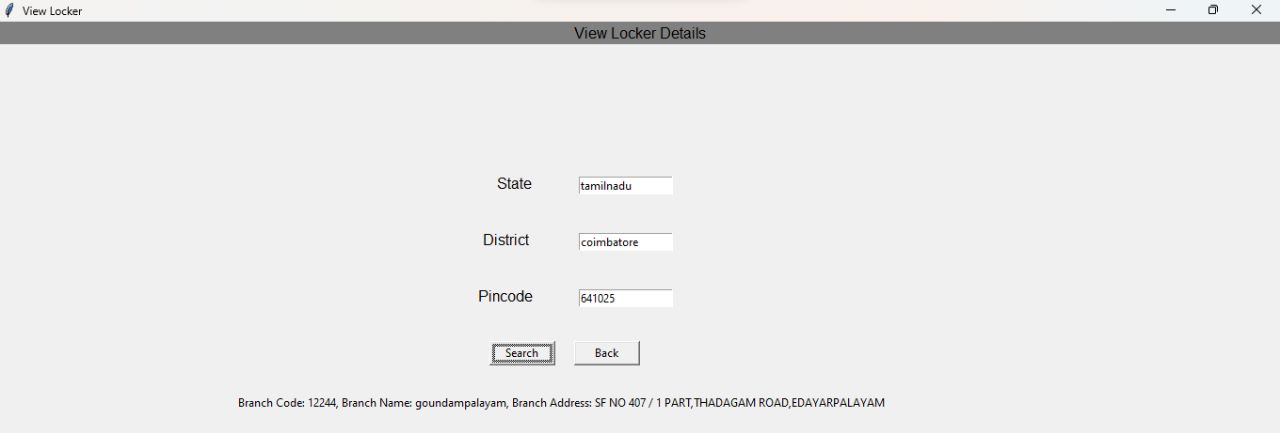 View Locker
View Locker Details
State tamilnadu
District coimbatore
Pincode 641025
Search Back
Branch Code: 12244, Branch Name: goundampalayam, Branch Address: SF NO 407 / 1 PART,THADAGAM ROAD,EDAYARPALAYAM